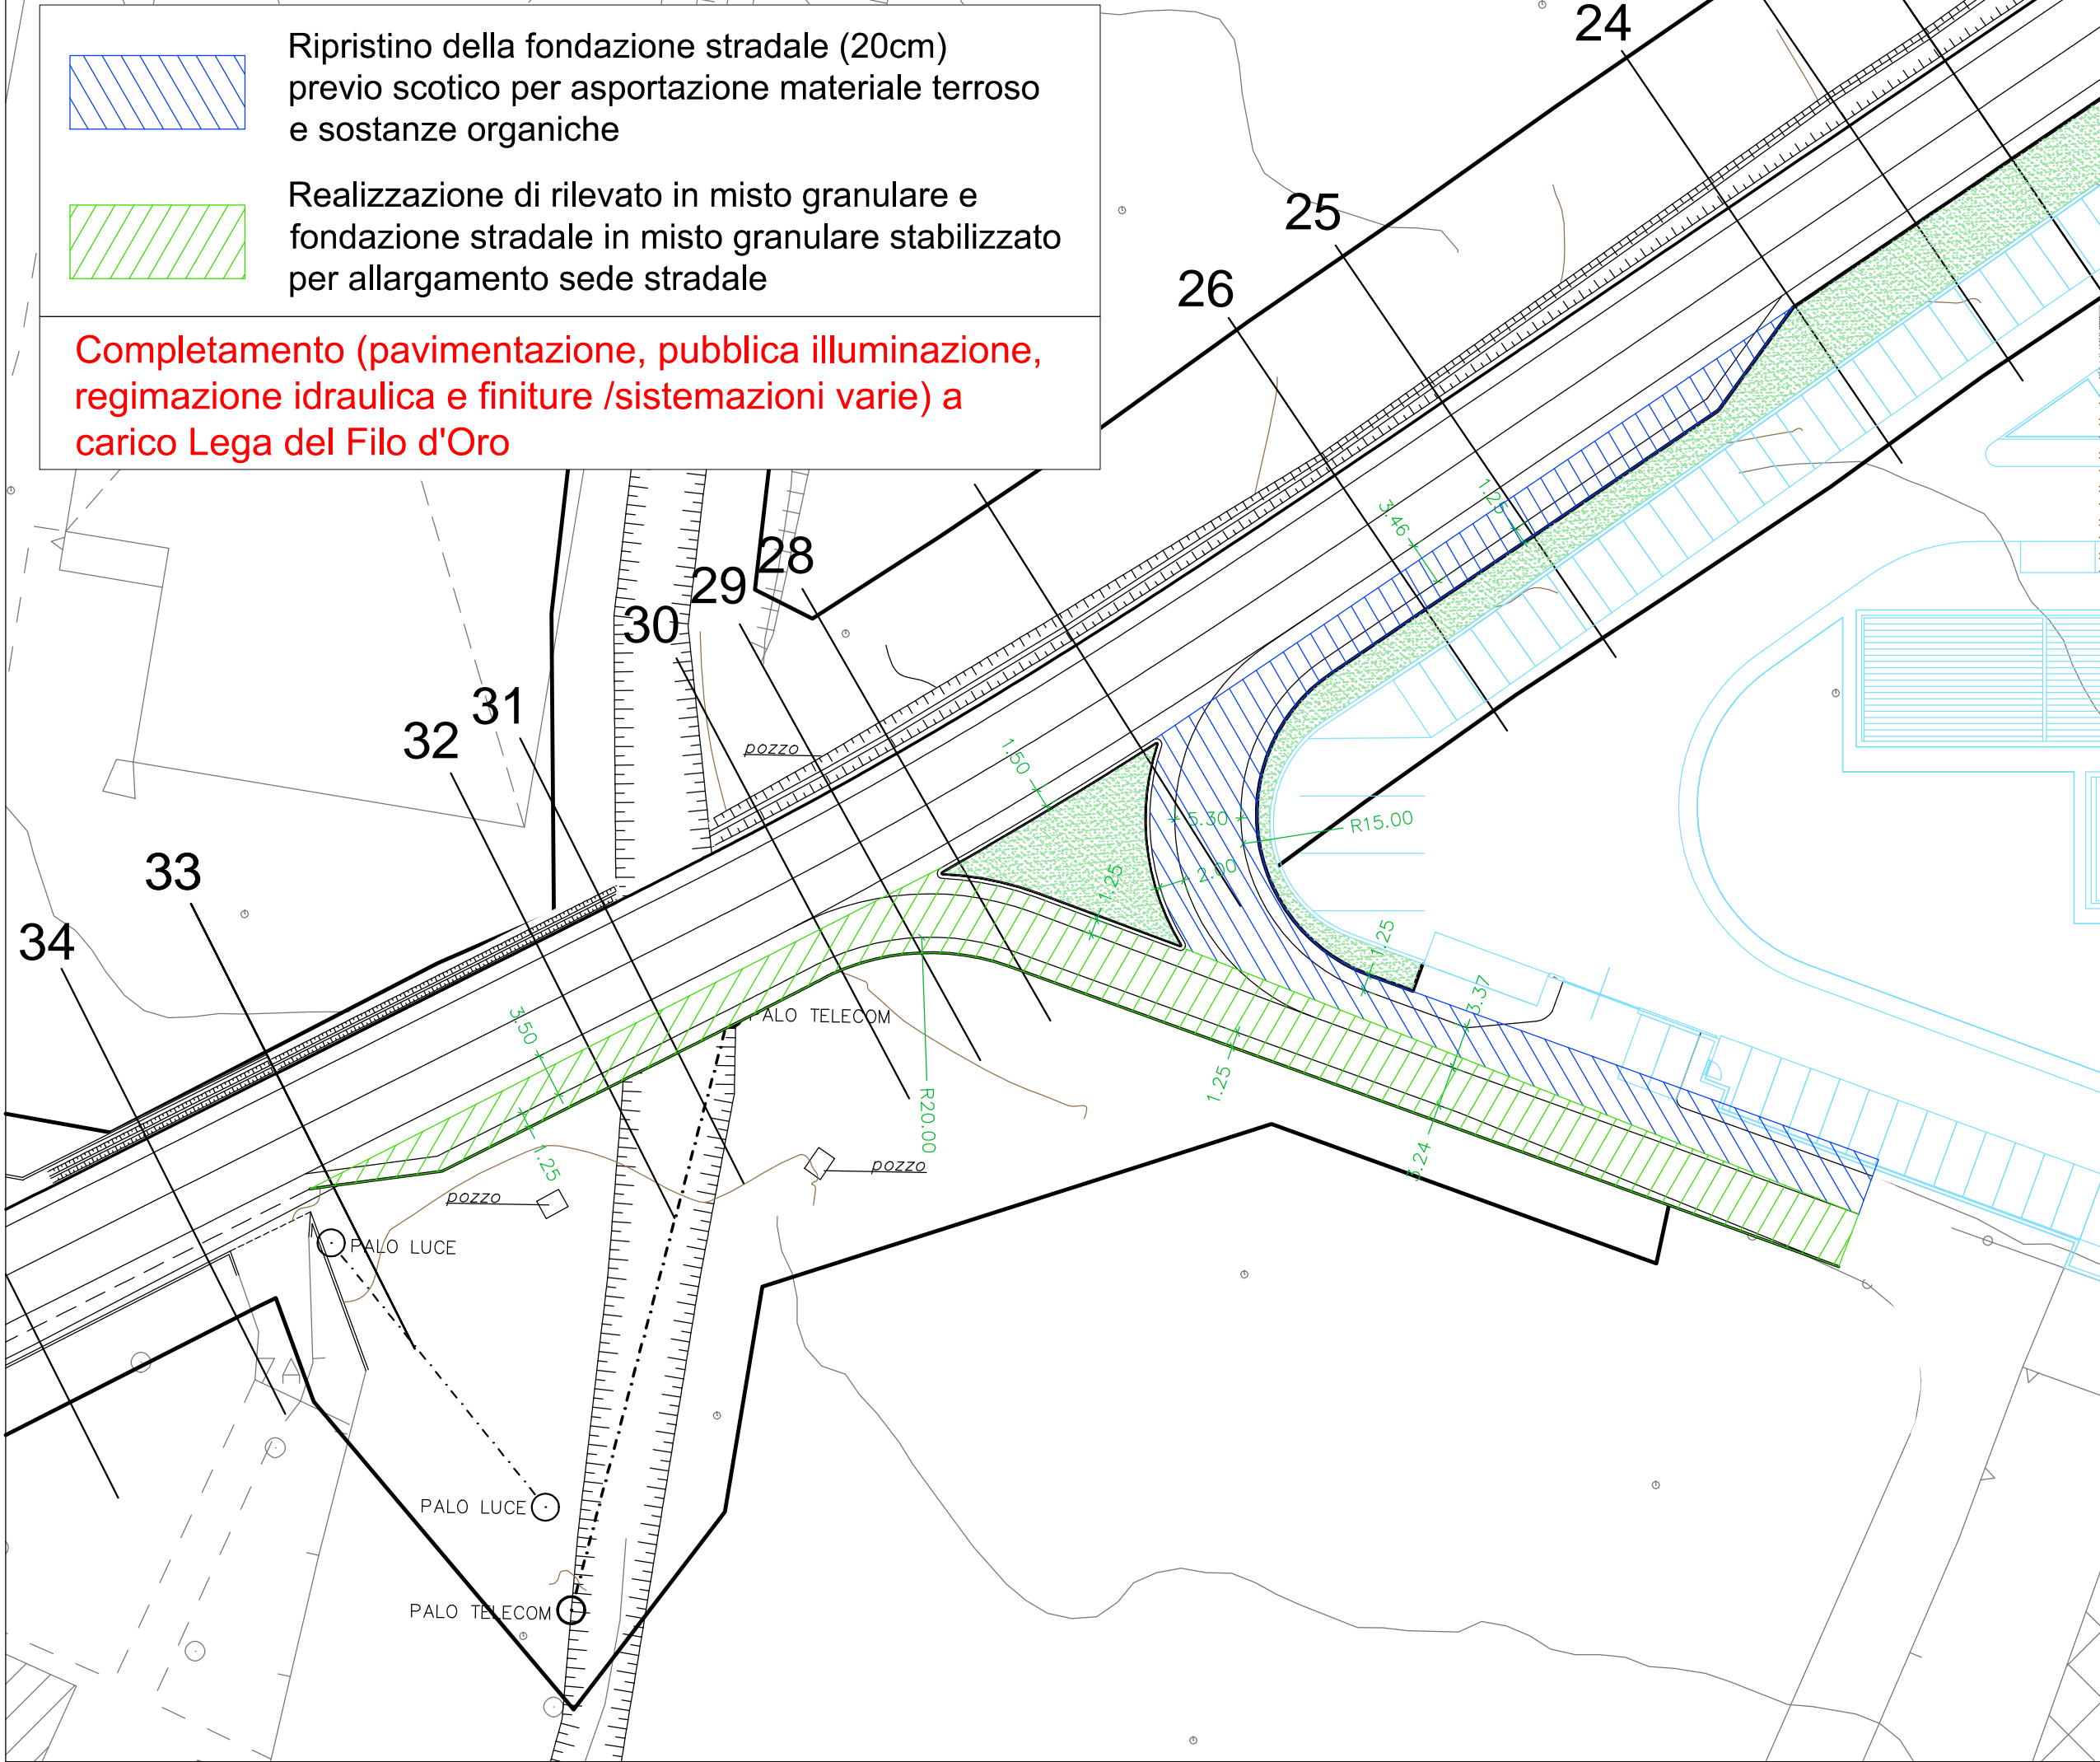 Ripristino della fondazione stradale (20cm)
previo scotico per asportazione materiale terroso
e sostanze organiche
Realizzazione di rilevato in misto granulare e
fondazione stradale in misto granulare stabilizzato
per allargamento sede stradale
Completamento (pavimentazione, pubblica illuminazione,
regimazione idraulica e finiture /sistemazioni varie) a
carico Lega del Filo d'Oro
24
25
26
28
29
30
31
32
33
34
3.46
1.25
1.50
5.30
R15.00
2.00
1.25
1.25
3.37
1.25
5.24
R20.00
3.50
1.25
pozzo
PALO TELECOM
pozzo
pozzo
PALO LUCE
PALO LUCE
PALO TELECOM